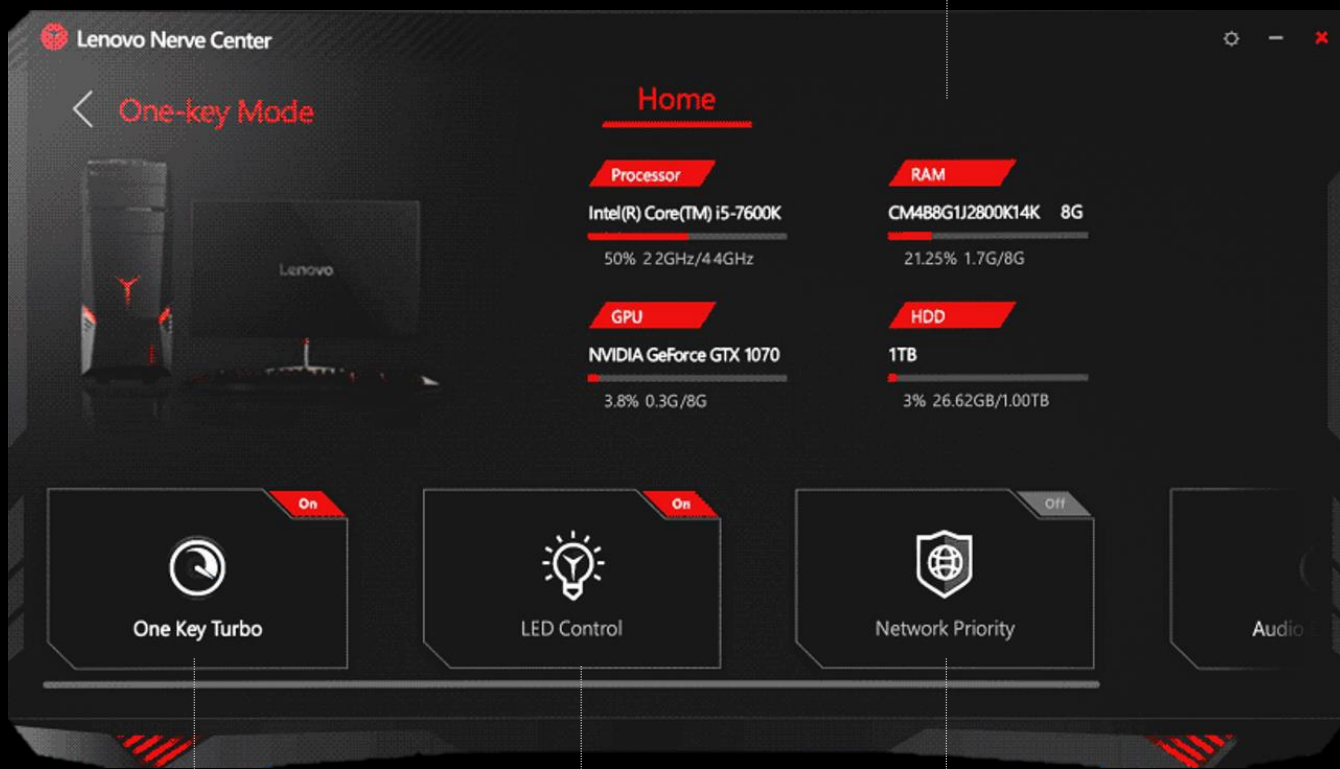 Lenovo Nerve Center
One-key Mode
Home
Processor
Intel(R) Core(TM) i5-7600K
50% 2 2GHz/4 4GHz
RAM
CM4B8G1J2800K14K 8G
21.25% 1.7G/8G
Lenovo
GPU
NVIDIA GeForce GTX 1070
3.8% 0.3G/8G
HDD
1TB
3% 26.62GB/1.00TB
On
One Key Turbo
On
LED Control
Off
Network Priority
Audio